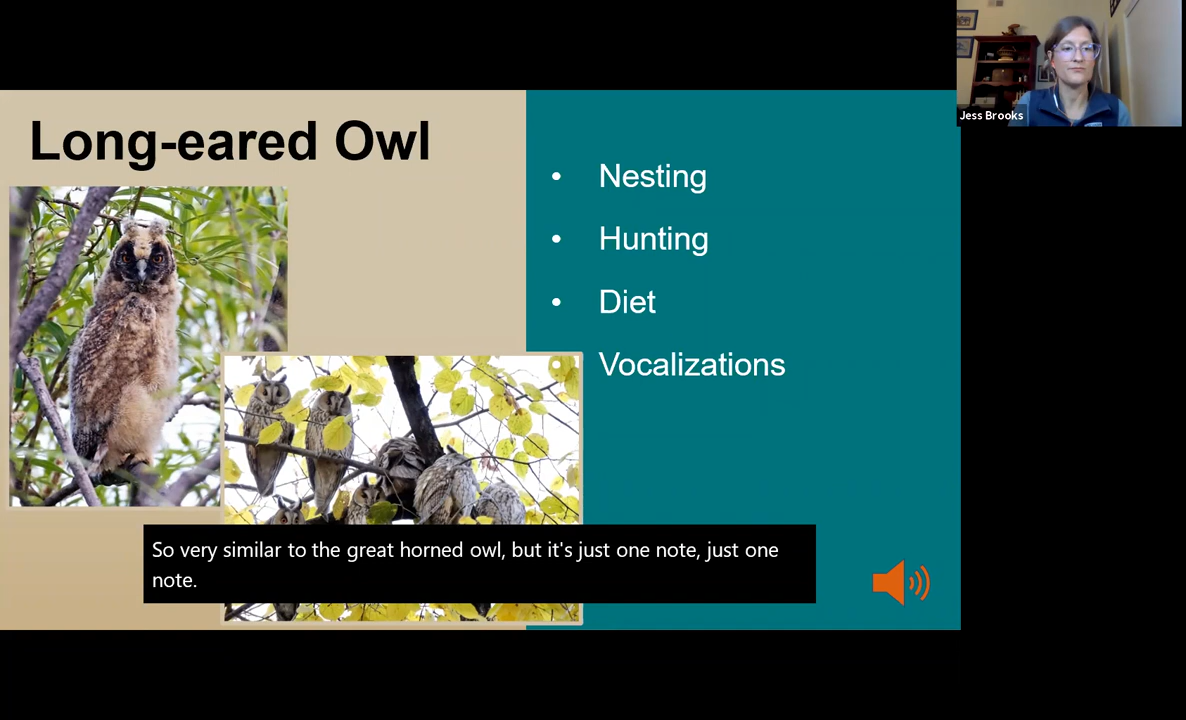 Jess Brooks
Long-eared Owl
• Nesting
• Hunting
• Diet
• Vocalizations
So very similar to the great horned owl, but it's just one note, just one
note.